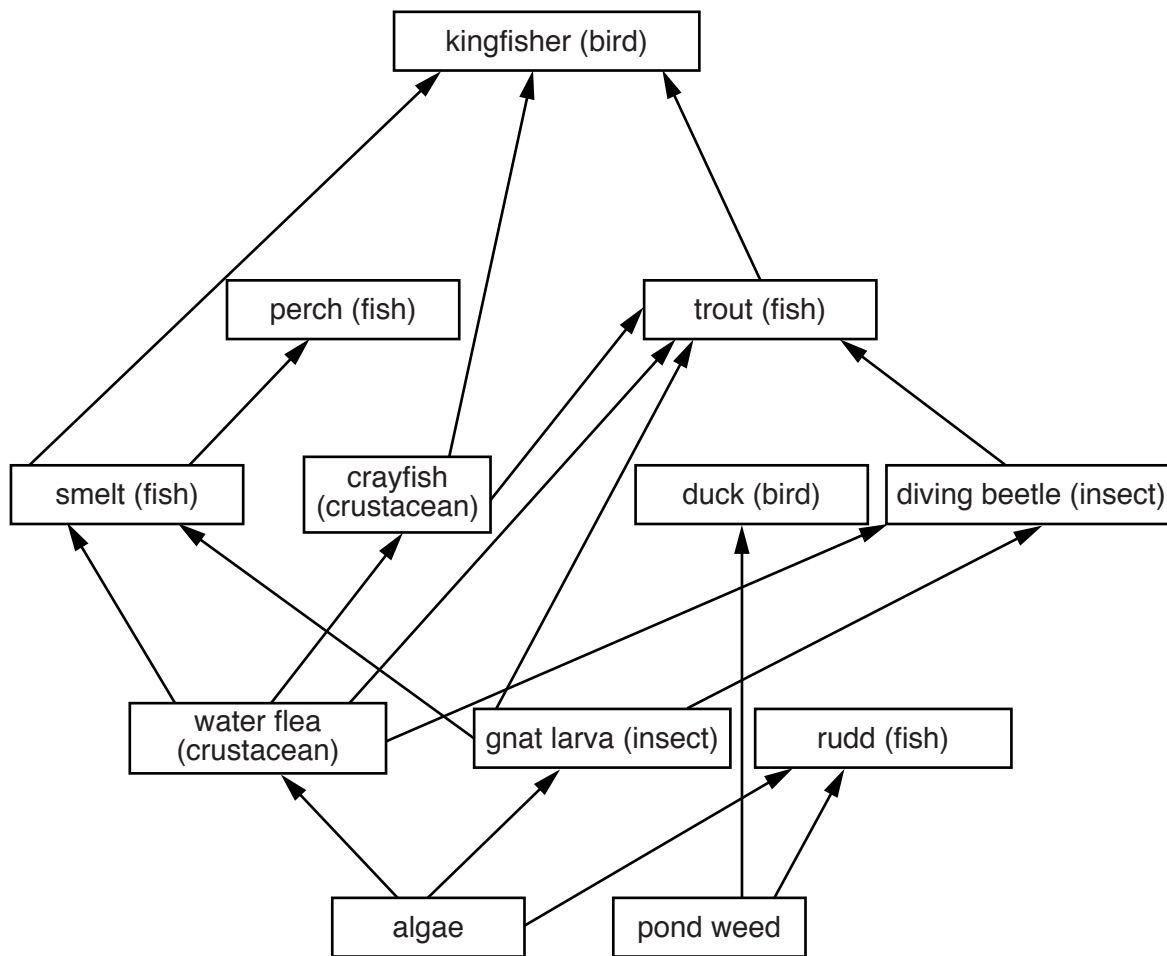 kingfisher (bird)
perch (fish)
trout (fish)
smelt (fish)
crayfish
(crustacean)
duck (bird)
diving beetle (insect)
water flea
(crustacean)
gnat larva (insect)
rudd (fish)
algae
pond weed